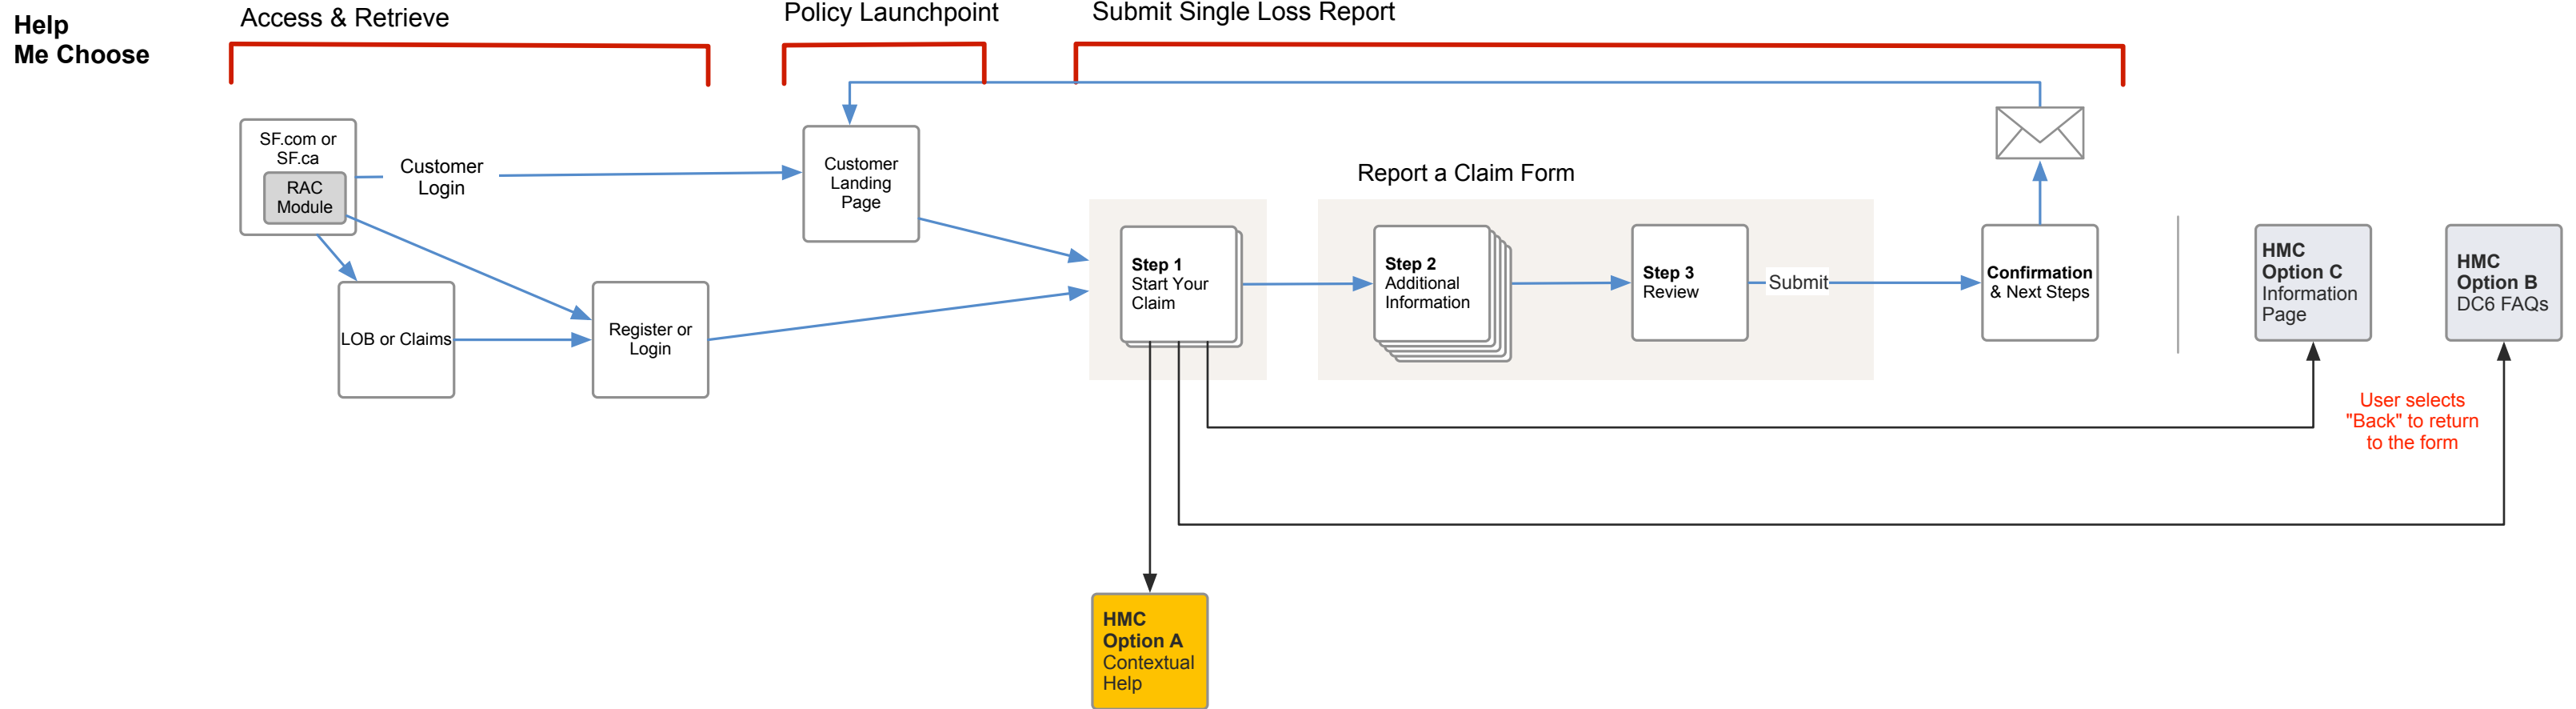 Help
Me Choose
Access & Retrieve
Policy Launchpoint
Submit Single Loss Report
SF.com or
SF.ca
RAC
Module
Customer
Login
Customer
Landing
Page
LOB or Claims
Register or
Login
Report a Claim Form
Step 1
Start Your
Claim
Step 2
Additional
Information
Step 3
Review
Submit
Confirmation
& Next Steps
HMC
Option C
Information
Page
HMC
Option B
DC6 FAQs
User selects
"Back" to return
to the form
HMC
Option A
Contextual
Help